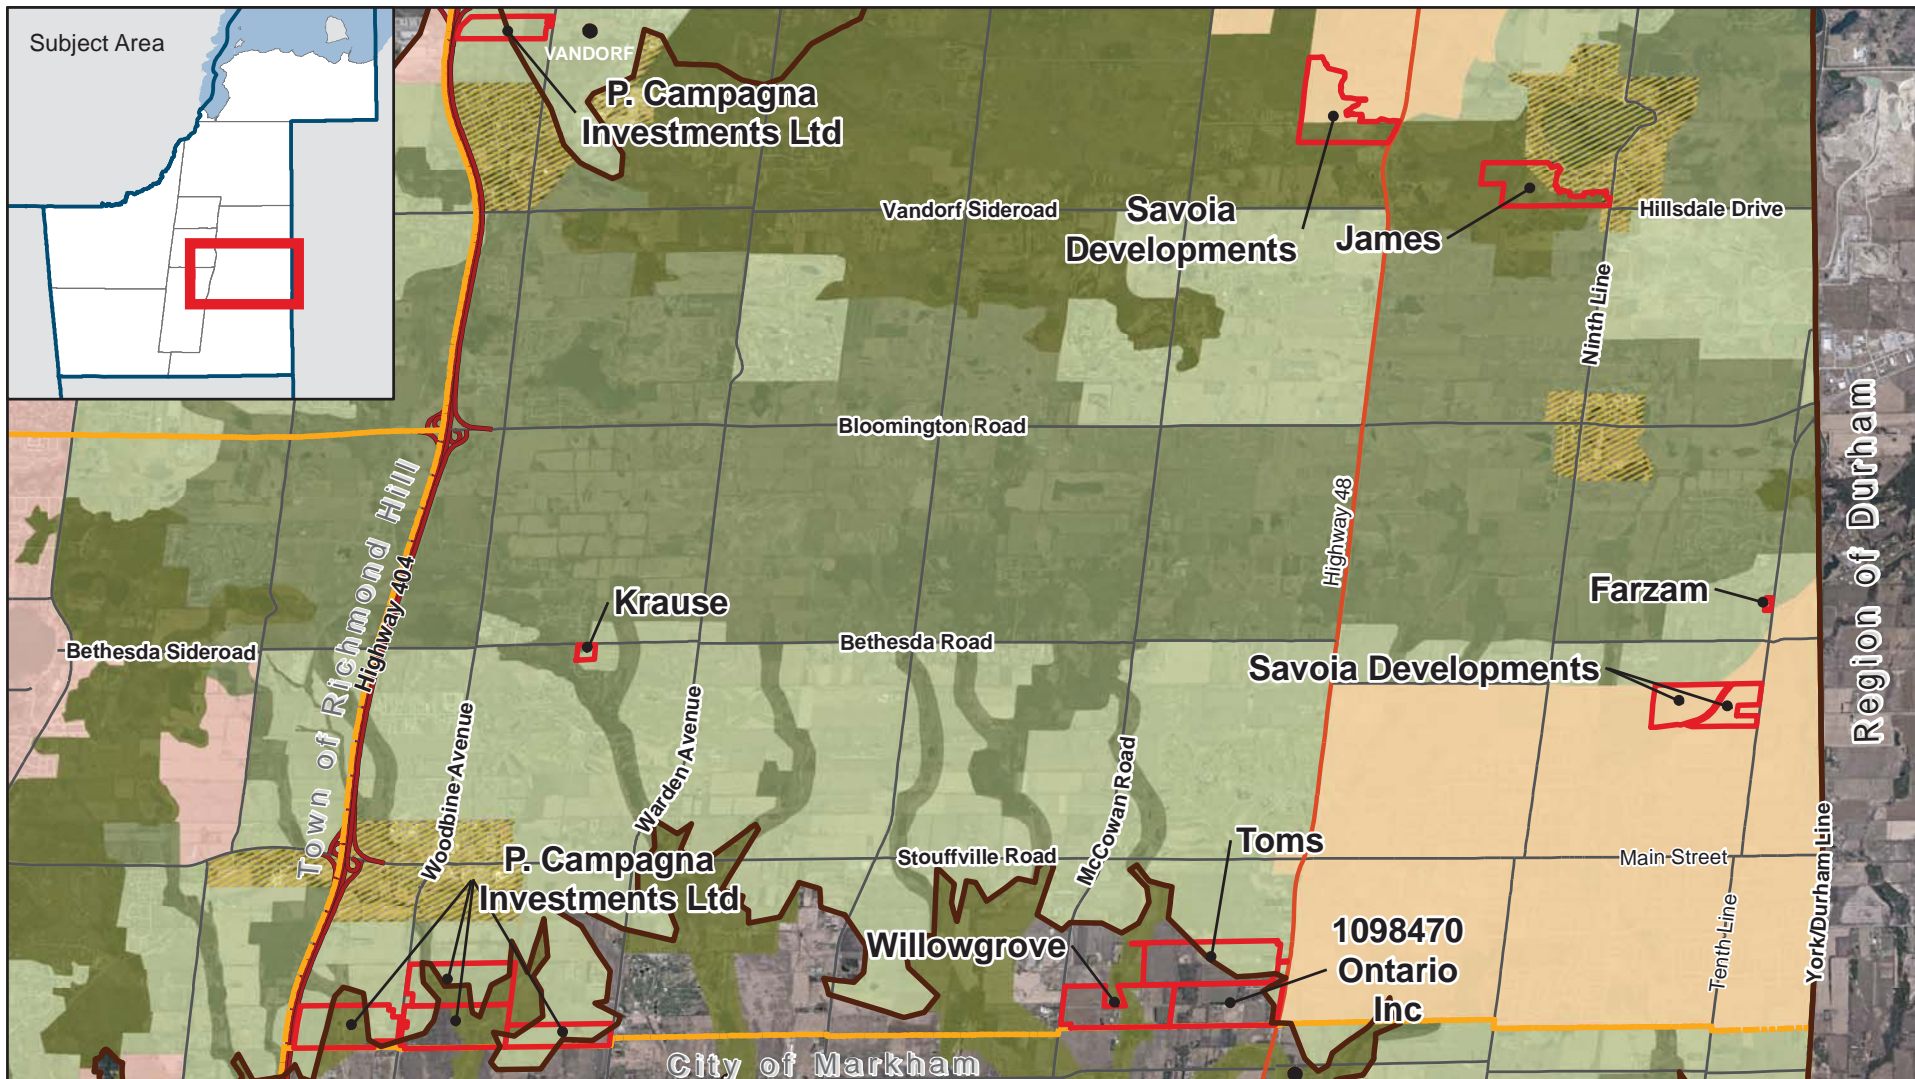 Subject Area
VANDORF
P. Campagna
Investments Ltd
Vandorf Sideroad
Savoia
Developments
James
Hillsdale Drive
Ninth Line
Bloomington Road
Town of Richmond Hill
Highway 404
Highway 48
Region of Durham
Krause
Farzam
Bethesda Sideroad
Bethesda Road
Savoia Developments
Woodbine Avenue
Warden Avenue
McCowan Road
Toms
Stouffville Road
Main Street
P. Campagna
Investments Ltd
Willowgrove
1098470
Ontario
Inc
Tenth Line
York/Durham Line
City of Markham